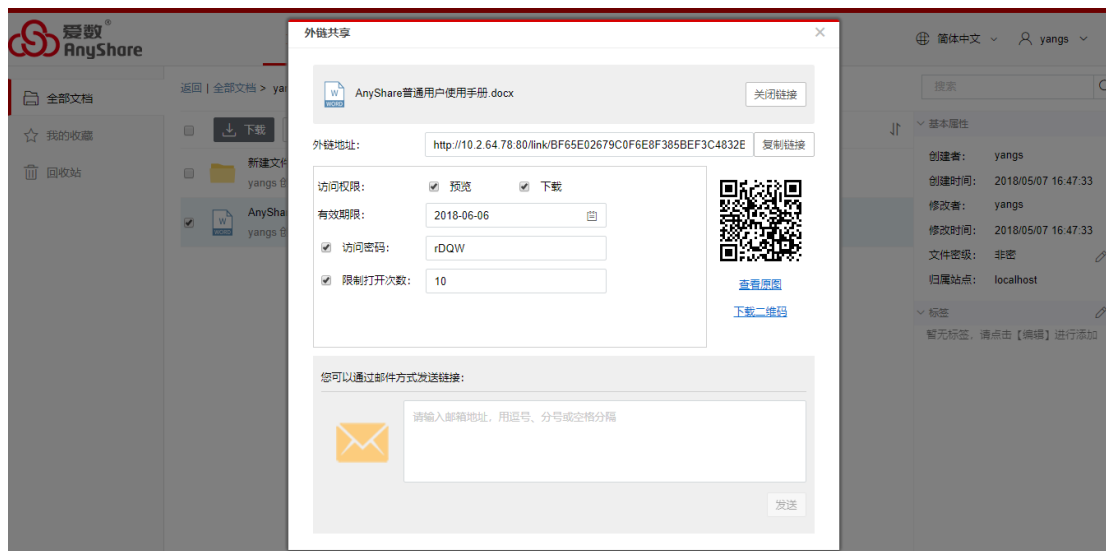 爱数®
AnyShare
简体中文
yangs
全部文档
我的收藏
回收站
返回 | 全部文档 >
下载
新建文件
yangs
AnySha
yangs
外链共享
WORD
AnyShare普通用户使用手册.docx
关闭链接
外链地址:
http://10.2.64.78:80/link/BF65E02679C0F6E8F385BEF3C4832E
复制链接
访问权限:
预览
下载
有效期限:
2018-06-06
访问密码:
rDQW
限制打开次数:
10
查看原图
下载二维码
您可以通过邮件方式发送链接:
请输入邮箱地址，用逗号、分号或空格分隔
发送
搜索
基本属性
创建者: yangs
创建时间: 2018/05/07 16:47:33
修改者: yangs
修改时间: 2018/05/07 16:47:33
文件密级: 非密
归属站点: localhost
标签
暂无标签，请点击【编辑】进行添加